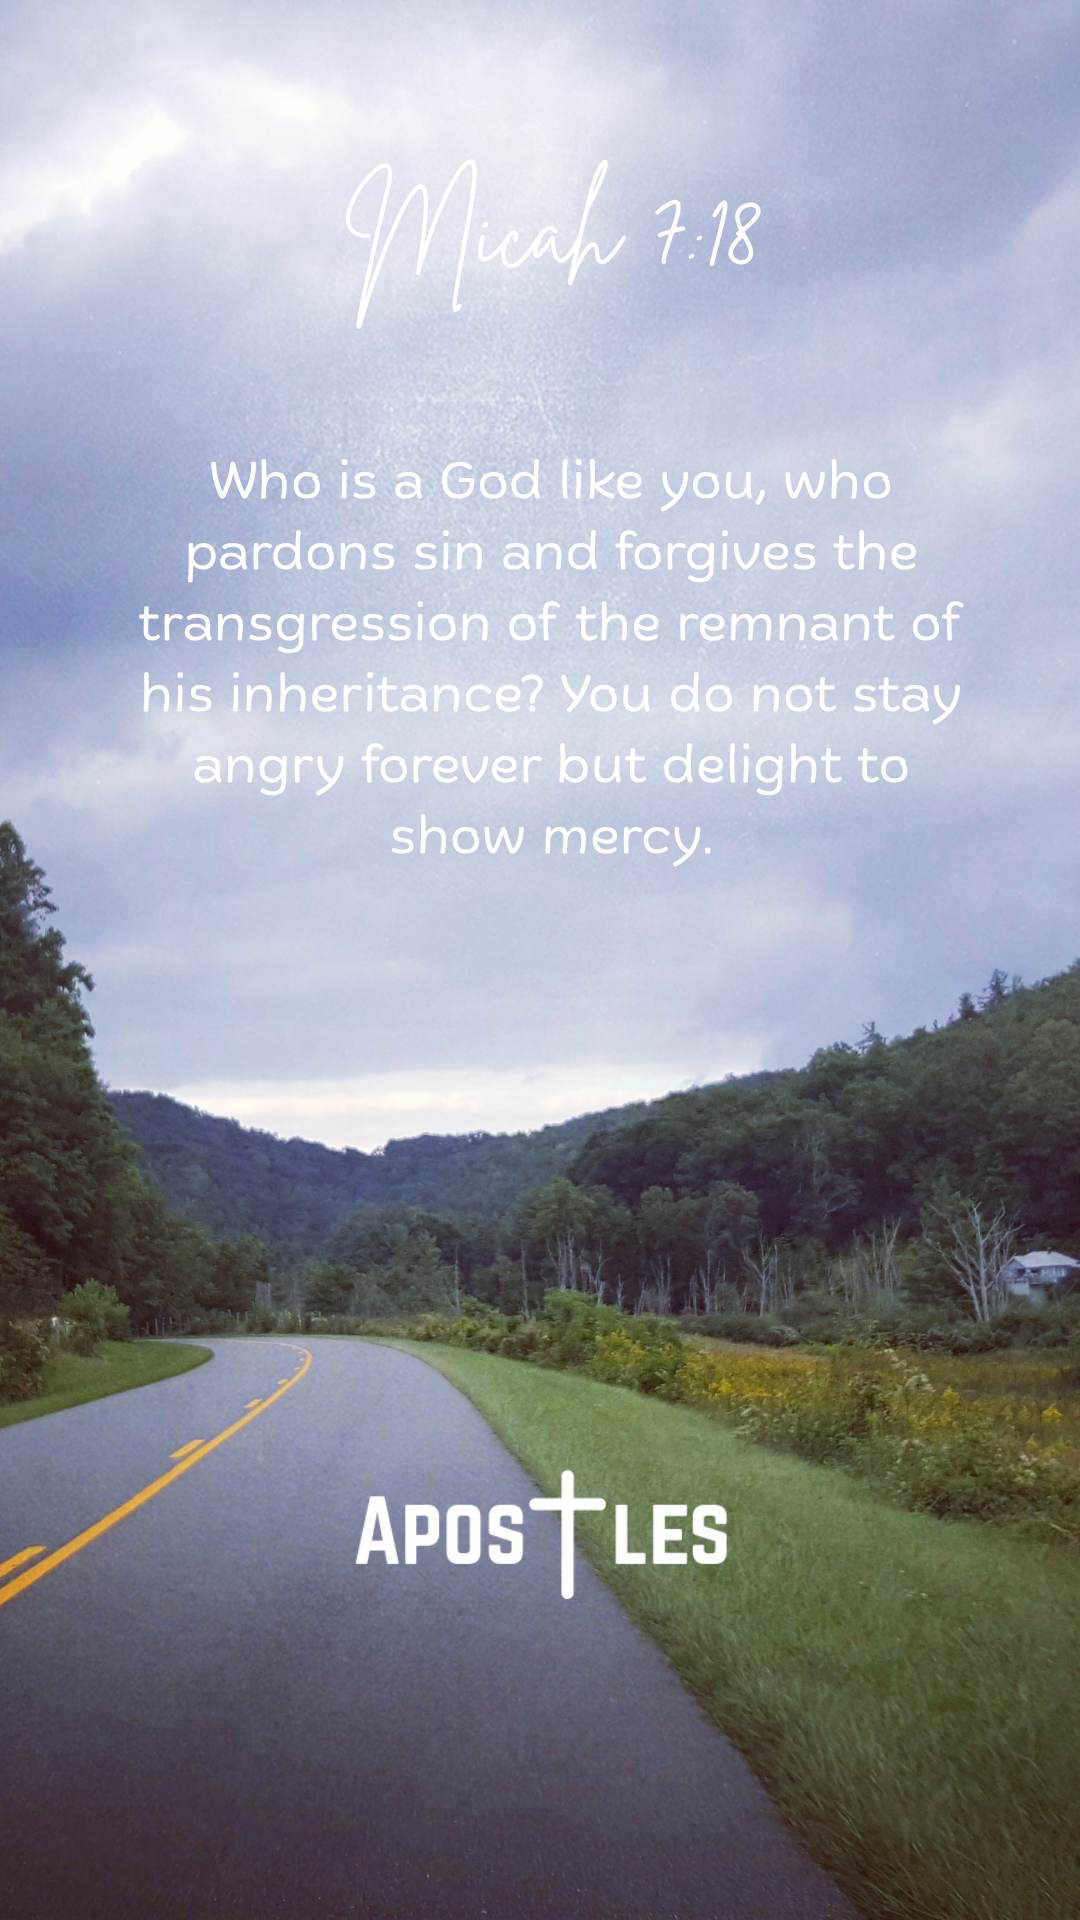 Micah 7:18
Who is a God like you, who
pardons sin and forgives the
transgression of the remnant of
his inheritance? You do not stay
angry forever but delight to
show mercy.
Apostles